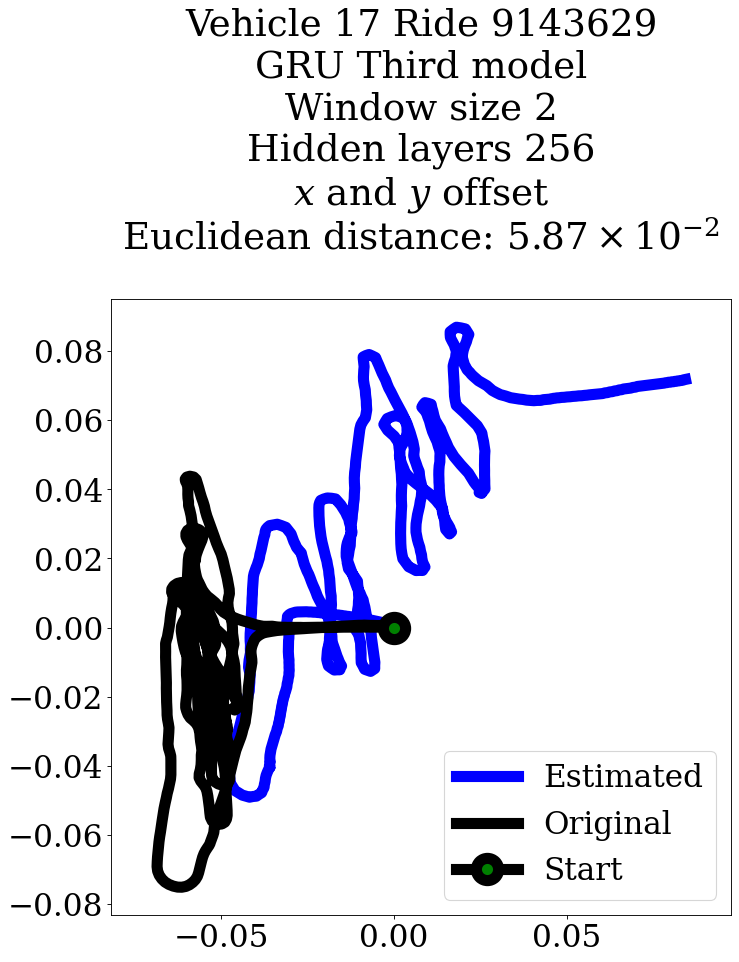 Vehicle 17 Ride 9143629
GRU Third model
Window size 2
Hidden layers 256
x and y offset
Euclidean distance: 5.87 × 10⁻²
0.08
0.06
0.04
0.02
0.00
−0.02
−0.04
−0.06
−0.08
Estimated
Original
Start
−0.05 0.00 0.05